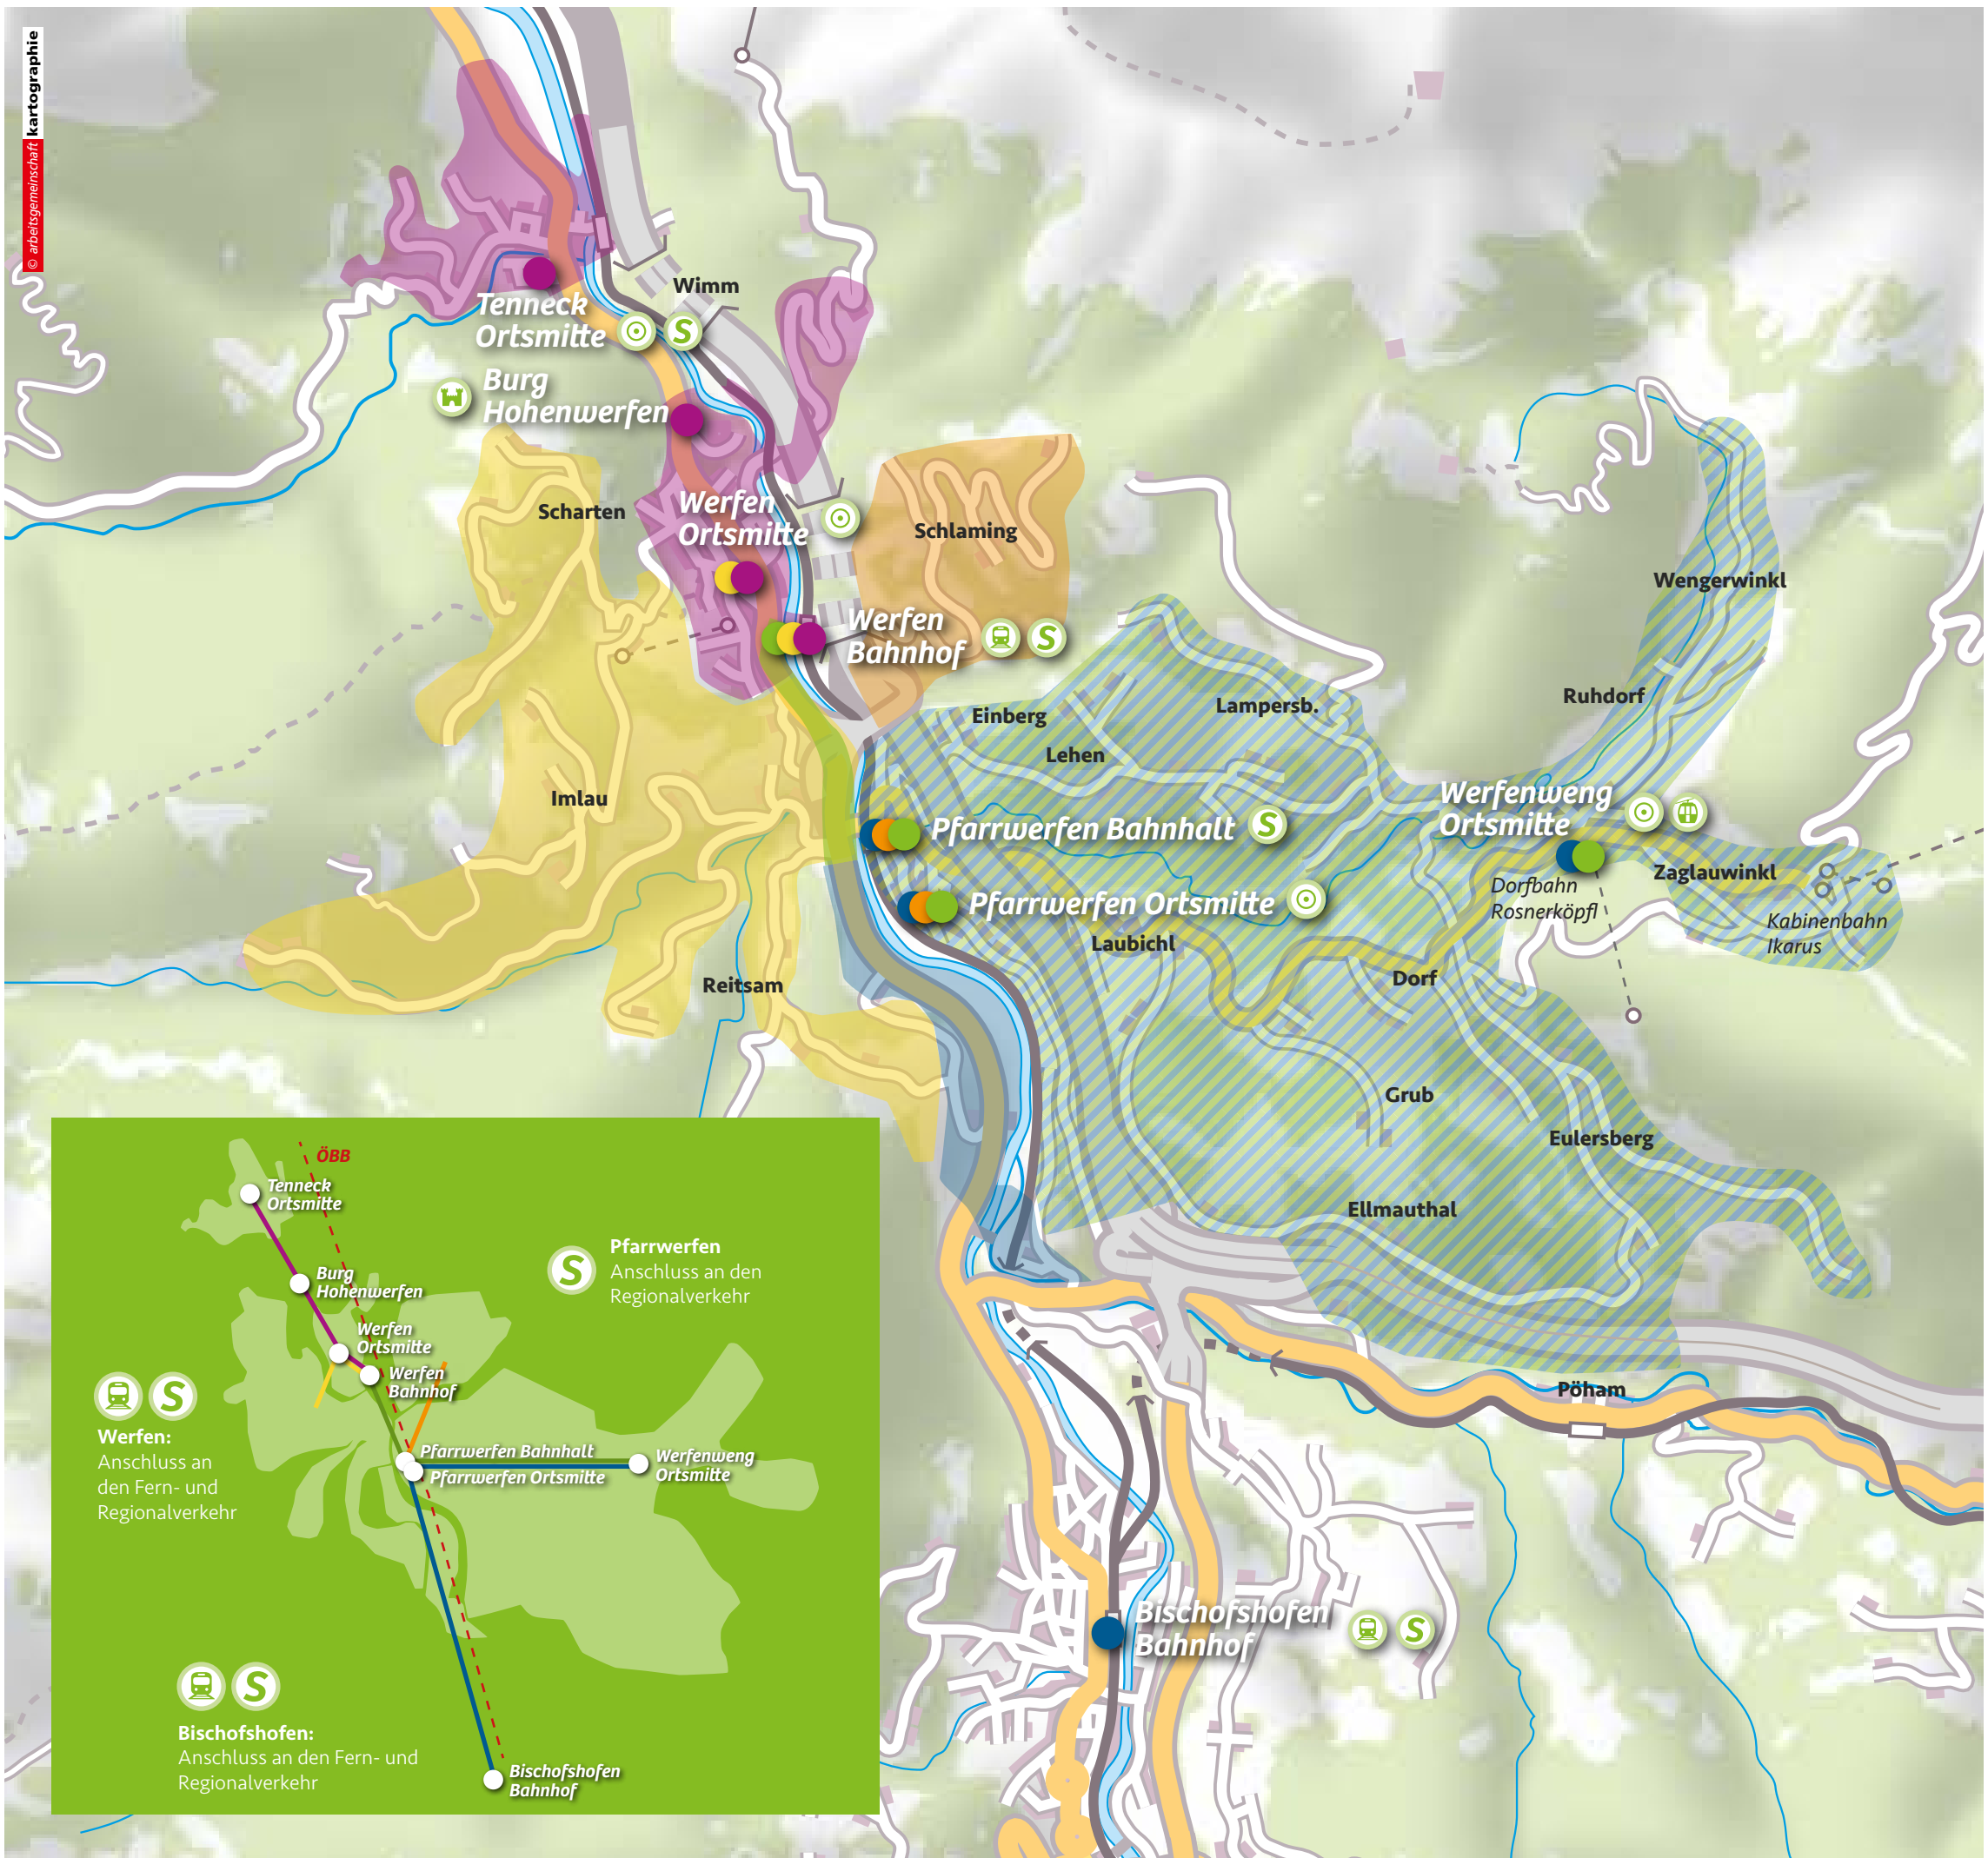 © arbeitsgemeinschaft kartographie
Wimm
Tenneck
Ortsmitte
S
Burg
Hohenwerfen
Scharten
Werfen
Ortsmitte
Schlaming
Wengerwinkl
Werfen
Bahnhof
S
Ruhdorf
Lampersb.
Einberg
Lehen
Imlau
Werfenweng
Ortsmitte
Pfarrwerfen Bahnhalt
S
Zaglauwinkl
Dorfbahn
Rosnerköpfl
Pfarrwerfen Ortsmitte
Kabinenbahn
Ikarus
Laubichl
Dorf
Reitsam
Grub
Eulersberg
Ellmauthal
Pöham
Bischofshofen
Bahnhof
S
ÖBB
Tenneck
Ortsmitte
Burg
Hohenwerfen
Werfen
Ortsmitte
Werfen
Bahnhof
Pfarrwerfen Bahnhalt
Pfarrwerfen Ortsmitte
Werfenweng
Ortsmitte
Bischofshofen
Bahnhof
S
Pfarrwerfen
Anschluss an den
Regionalverkehr
S
Werfen:
Anschluss an
den Fern- und
Regionalverkehr
S
Bischofshofen:
Anschluss an den Fern- und
Regionalverkehr